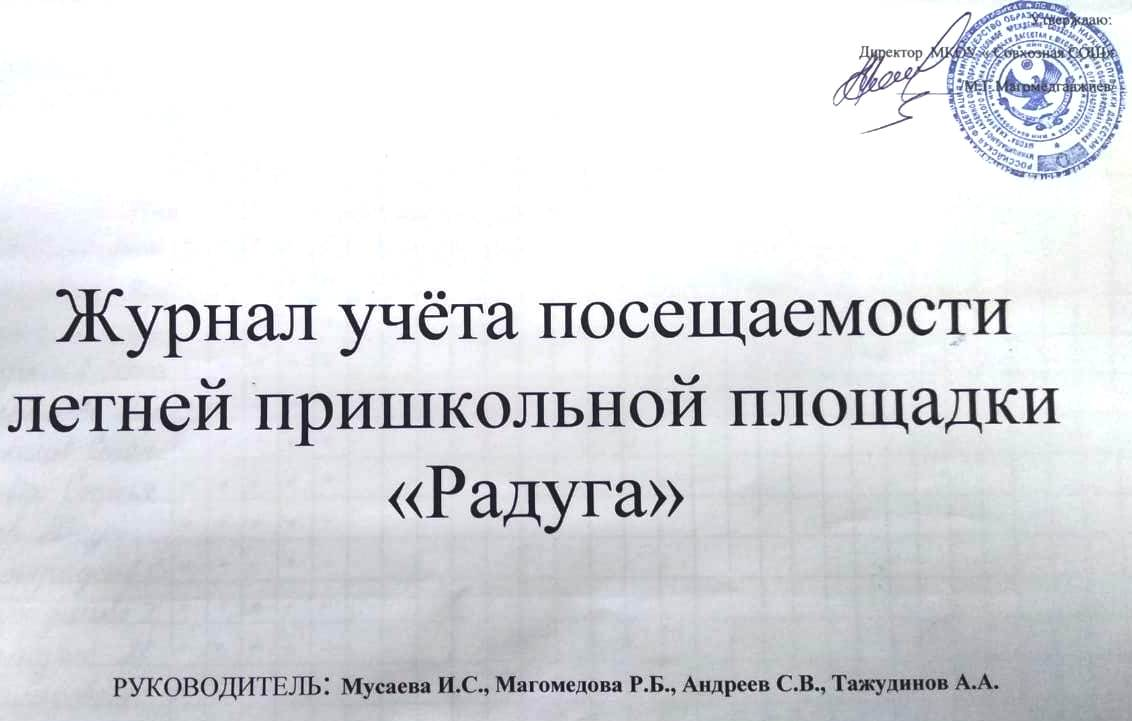 Утверждаю:
Директор МКОУ « Совхозная СОШ»
М.Г. Магомедгаджиев
Журнал учёта посещаемости
летней пришкольной площадки
«Радуга»
РУКОВОДИТЕЛЬ: Мусаева И.С., Магомедова Р.Б., Андреев С.В., Тажудинов А.А.